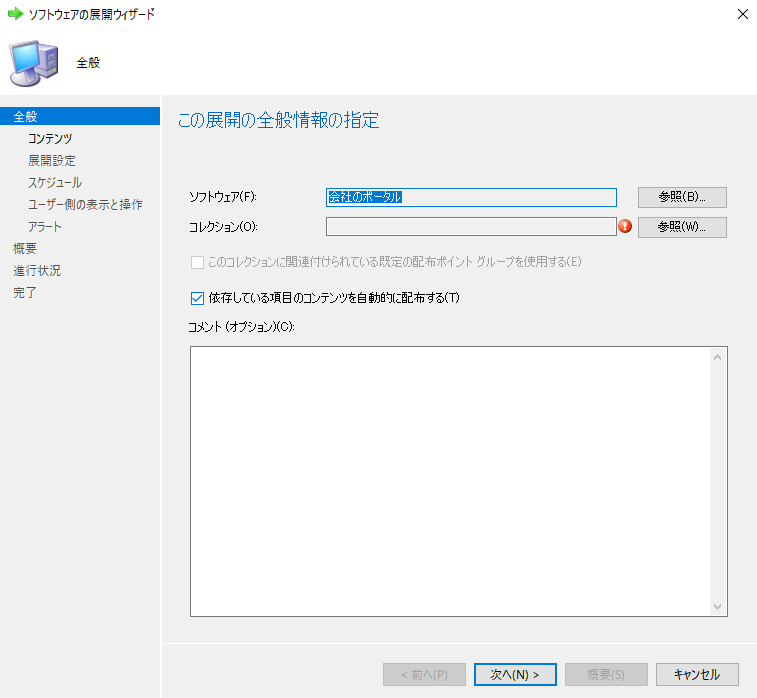 ソフトウェアの展開ウィザード
全般
全般
コンテンツ
展開設定
スケジュール
ユーザー側の表示と操作
アラート
概要
進行状況
完了
この展開の全般情報の指定
ソフトウェア(F): 会社のポータル 参照(B)...
コレクション(O): 参照(W)...
このコレクションに関連付けられている既定の配布ポイント グループを使用する(E)
依存している項目のコンテンツを自動的に配布する(T)
コメント (オプション)(C):
< 前へ(P) 次へ(N) > 概要(S) キャンセル